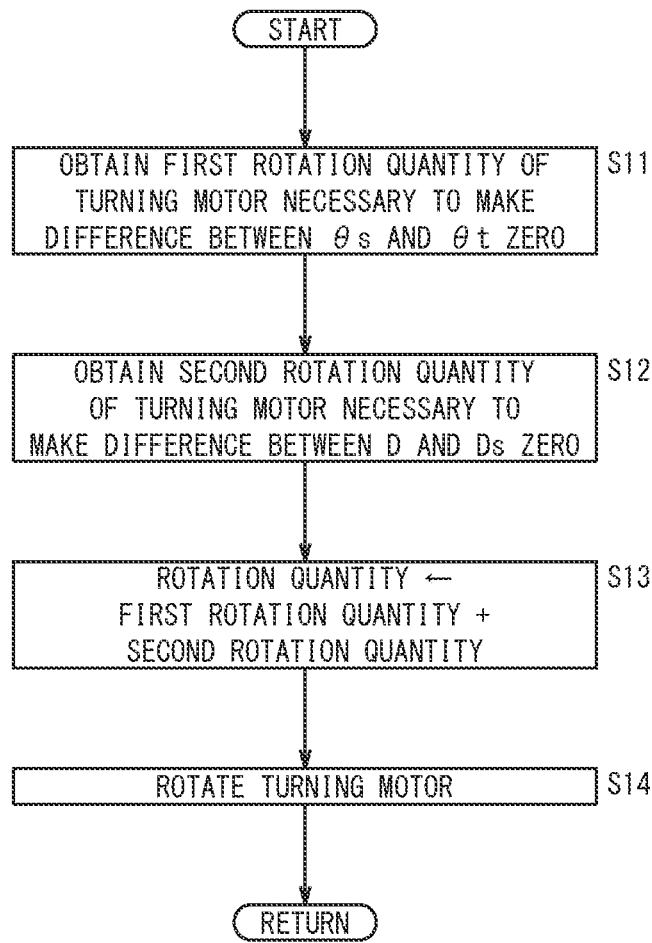 START
OBTAIN FIRST ROTATION QUANTITY OF
TURNING MOTOR NECESSARY TO MAKE
DIFFERENCE BETWEEN θs AND θt ZERO
S11
OBTAIN SECOND ROTATION QUANTITY
OF TURNING MOTOR NECESSARY TO
MAKE DIFFERENCE BETWEEN D AND Ds ZERO
S12
ROTATION QUANTITY ←
FIRST ROTATION QUANTITY +
SECOND ROTATION QUANTITY
S13
ROTATE TURNING MOTOR
S14
RETURN